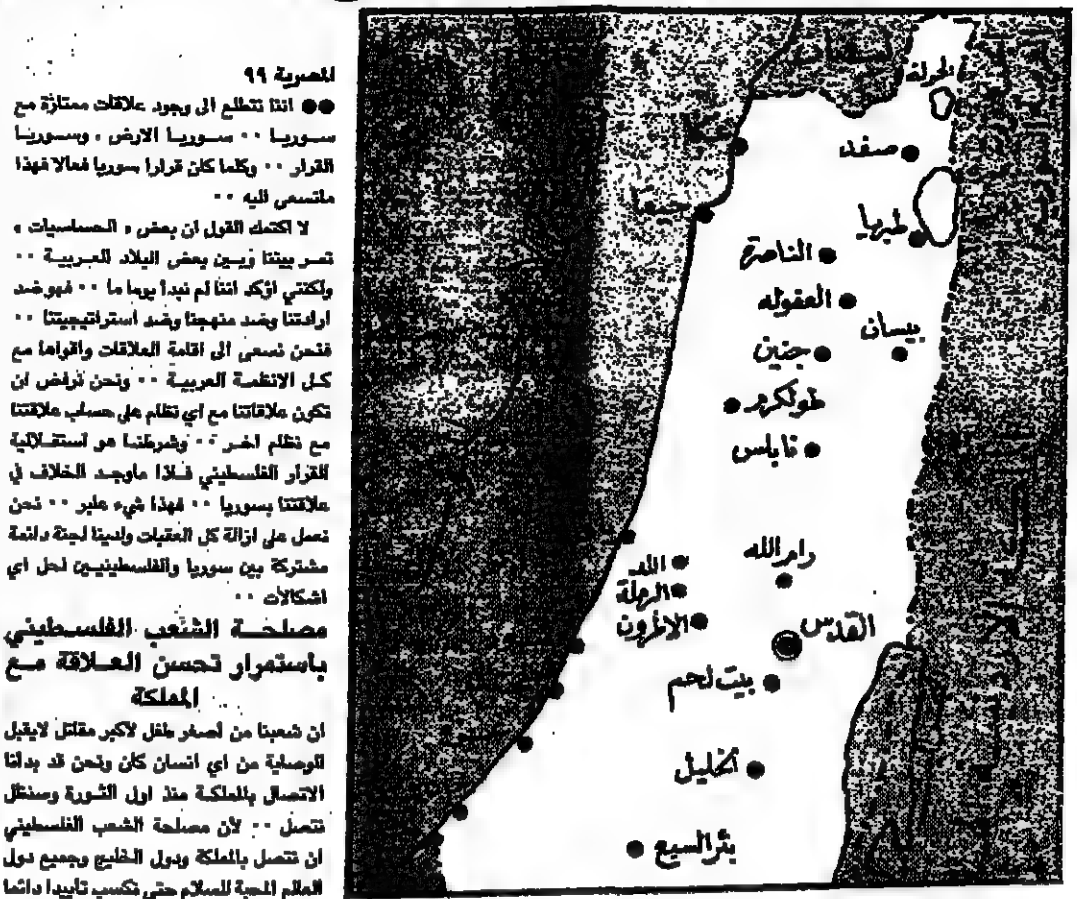 المصرية ٩٩
●● اننا نتطلع الى وجود علاقات ممتازة مع
سوريا ·· سوريا الارض ، وسوريا
القرار ·· وكلما كان قرارا سوريا فعالا فهذا
مانسعى اليه ··
لا اكتمك القول ان بعض « الحساسيات »
تمر بيننا وبين بعض البلاد العربية ··
ولكنني اؤكد اننا لم نبدأ يوما ما ·· فهو ضد
ارادتنا وضد منهجنا وضد استراتيجيتنا ··
فنحن نسعى الى اقامة العلاقات واقواها مع
كل الانظمة العربية ·· ونحن نرفض ان
تكون علاقاتنا مع اي نظام على حساب علاقتنا
مع نظام اخر ·· وشرطنا هو استقلالية
القرار الفلسطيني فاذا ماوجد الخلاف في
علاقتنا بسوريا ·· فهذا شيء عابر ·· نحن
نعمل على ازالة كل العقبات ولدينا لجنة دائمة
مشتركة بين سوريا والفلسطينيين لحل اي
اشكالات ··
مصلحة الشعب الفلسطيني
باستمرار تحسن العلاقة مع
المملكة
ان شعبنا من اصغر طفل لاكبر مقاتل لايقبل
الوصاية من اي انسان كان ونحن قد بدأنا
الاتصال بالمملكة منذ اول الثورة وسنظل
نتصل ·· لأن مصلحة الشعب الفلسطيني
ان تتصل بالمملكة ودول الخليج وجميع دول
العالم المحبة للسلام حتى نكسب تأييدا دائما
الحولة
صفد
عكا
حيفا
طبريا
الناصرة
العفوله
بيسان
جنين
طولكرم
نابلس
رام الله
اللد
الرملة
الاطرون
القدس
بيت لحم
الخليل
بئر السبع